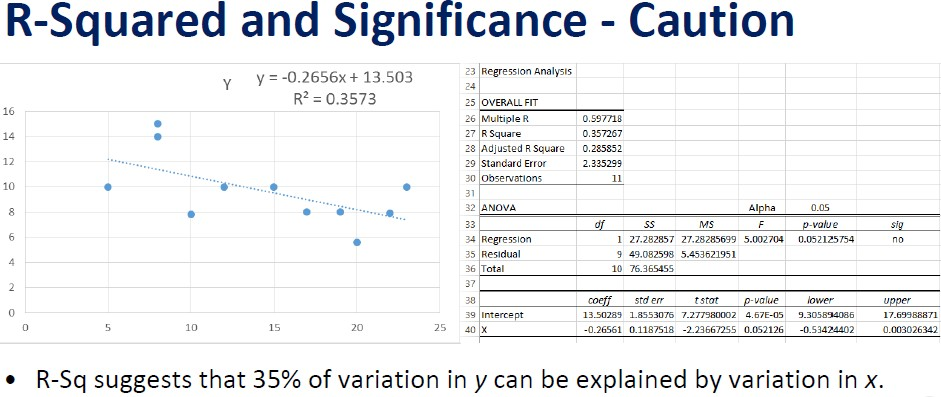 R-Squared and Significance - Caution
Y y = -0.2656x + 13.503
R² = 0.3573
16
14
12
10
8
6
4
2
0
0 5 10 15 20 25
23 Regression Analysis
24
25 OVERALL FIT
26 Multiple R 0.597718
27 R Square 0.357267
28 Adjusted R Square 0.285852
29 Standard Error 2.335299
30 Observations 11
31
32 ANOVA Alpha 0.05
33 df SS MS F p-value sig
34 Regression 1 27.282857 27.28285699 5.002704 0.052125754 no
35 Residual 9 49.082598 5.453621951
36 Total 10 76.365455
37
38 coeff std err t stat p-value lower upper
39 Intercept 13.50289 1.8553076 7.277980002 4.67E-05 9.305894086 17.69988871
40 X -0.26561 0.1187518 -2.23667255 0.052126 -0.53424402 0.003026342
• R-Sq suggests that 35% of variation in y can be explained by variation in x.